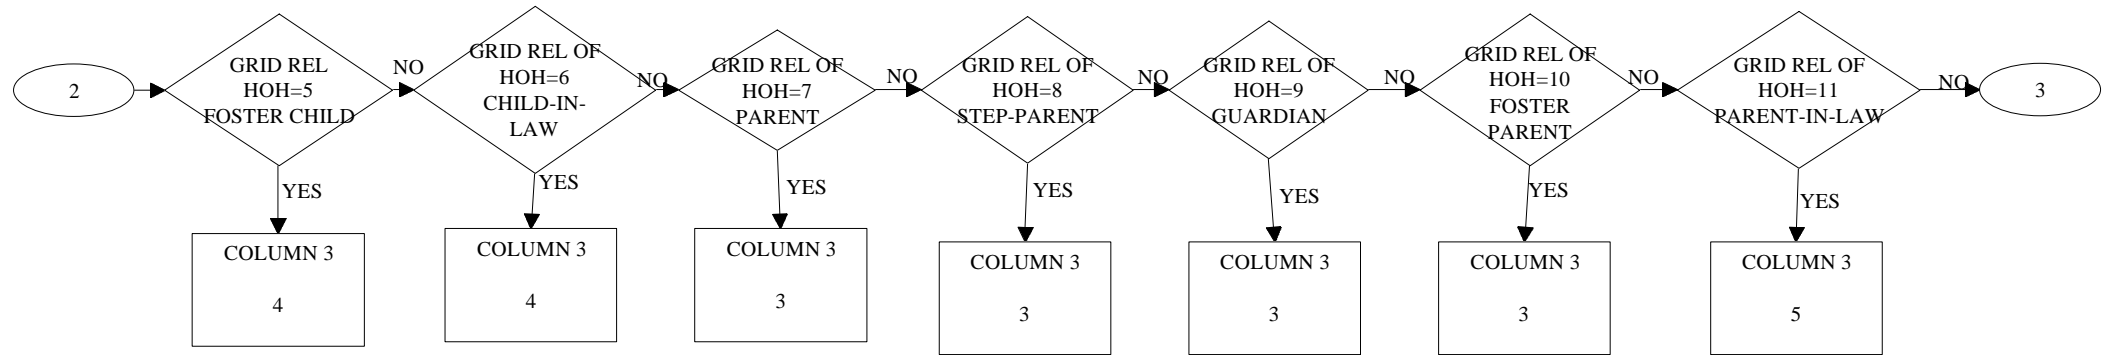 2
GRID REL
HOH=5
FOSTER CHILD
NO
YES
COLUMN 3
4
GRID REL OF
HOH=6
CHILD-IN-
LAW
NO
YES
COLUMN 3
4
GRID REL OF
HOH=7
PARENT
NO
YES
COLUMN 3
3
GRID REL OF
HOH=8
STEP-PARENT
NO
YES
COLUMN 3
3
GRID REL OF
HOH=9
GUARDIAN
NO
YES
COLUMN 3
3
GRID REL OF
HOH=10
FOSTER
PARENT
NO
YES
COLUMN 3
3
GRID REL OF
HOH=11
PARENT-IN-LAW
NO
YES
COLUMN 3
5
3